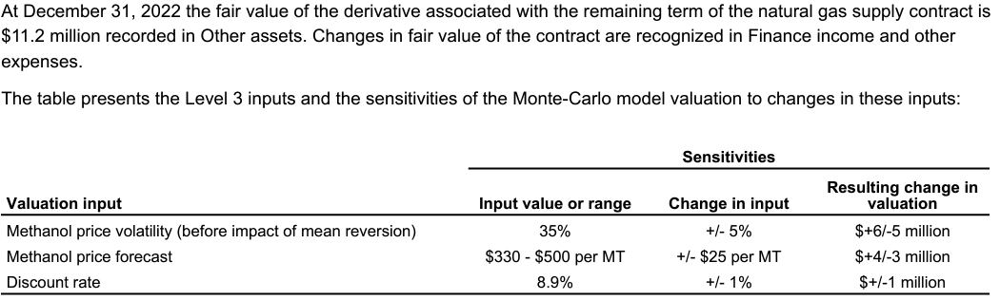 At December 31, 2022 the fair value of the derivative associated with the remaining term of the natural gas supply contract is
$11.2 million recorded in Other assets. Changes in fair value of the contract are recognized in Finance income and other
expenses.
The table presents the Level 3 inputs and the sensitivities of the Monte-Carlo model valuation to changes in these inputs:
Sensitivities
Valuation input Input value or range Change in input Resulting change in
valuation
Methanol price volatility (before impact of mean reversion) 35% +/- 5% $+6/-5 million
Methanol price forecast $330 - $500 per MT +/- $25 per MT $+4/-3 million
Discount rate 8.9% +/- 1% $+/-1 million